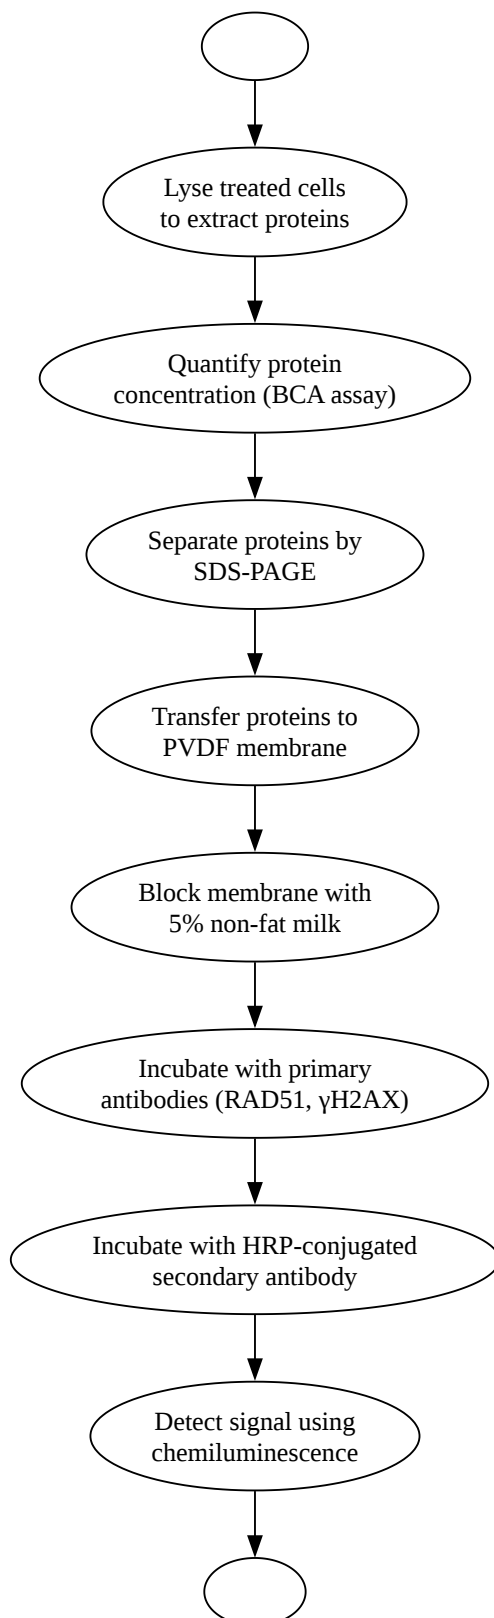 Lyse treated cells
to extract proteins
Quantify protein
concentration (BCA assay)
Separate proteins by
SDS-PAGE
Transfer proteins to
PVDF membrane
Block membrane with
5% non-fat milk
Incubate with primary
antibodies (RAD51, γH2AX)
Incubate with HRP-conjugated
secondary antibody
Detect signal using
chemiluminescence